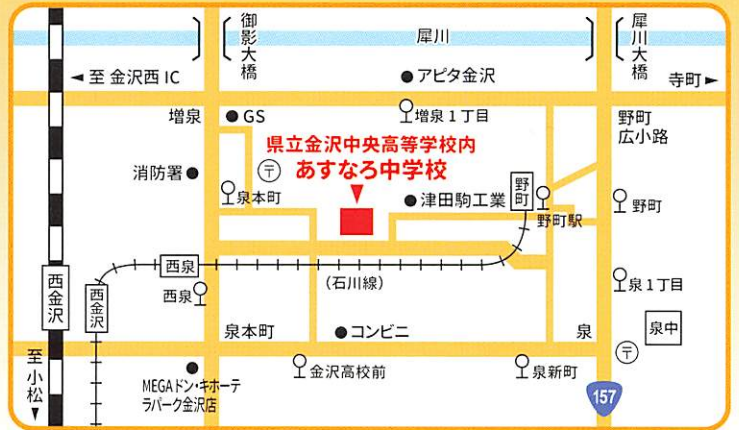 御影大橋
犀川
犀川大橋
◄至 金沢西IC
●アピタ金沢
寺町►
増泉
●GS
増泉1丁目
野町
広小路
県立金沢中央高等学校内
あすなろ中学校
〒
消防署●
泉本町
●津田駒工業
野町
野町駅
野町
西泉
(石川線)
西金沢
西金沢
西泉
泉1丁目
泉中
泉本町
●コンビニ
泉
〒
至 小松▼
MEGAドン・キホーテ
ラパーク金沢店
金沢高校前
泉新町
157